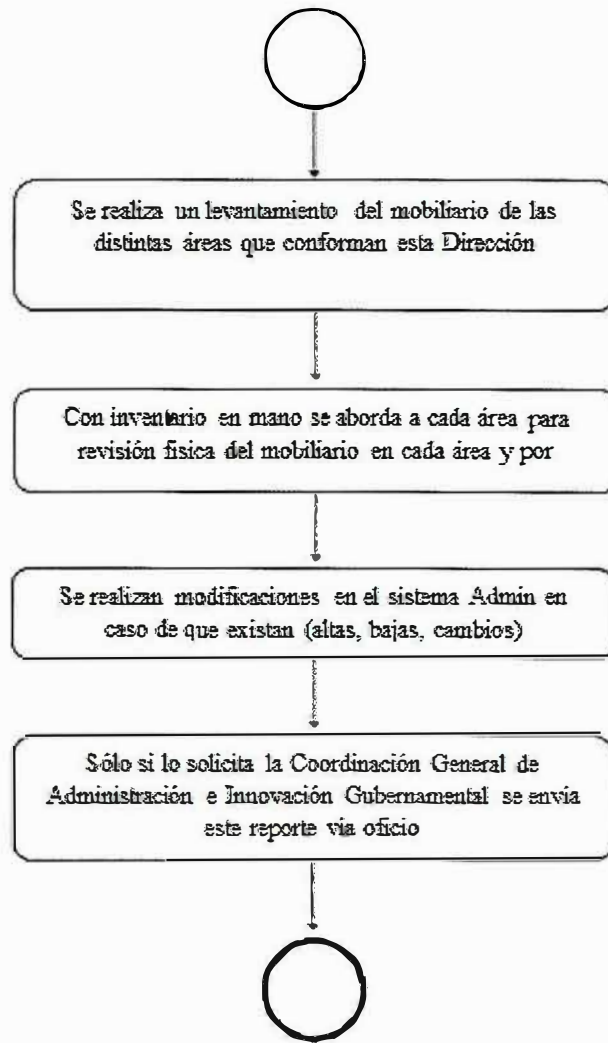 Se realiza un levantamiento del mobiliario de las
distintas áreas que conforman esta Dirección
Con inventario en mano se aborda a cada área para
revisión fisica del mobiliario en cada área y por
Se realizan modificaciones en el sistema Admin en
caso de que existan (altas, bajas, cambios)
Sólo si lo solicita la Coordinación General de
Administración e Innovación Gubernamental se envía
este reporte via oficio